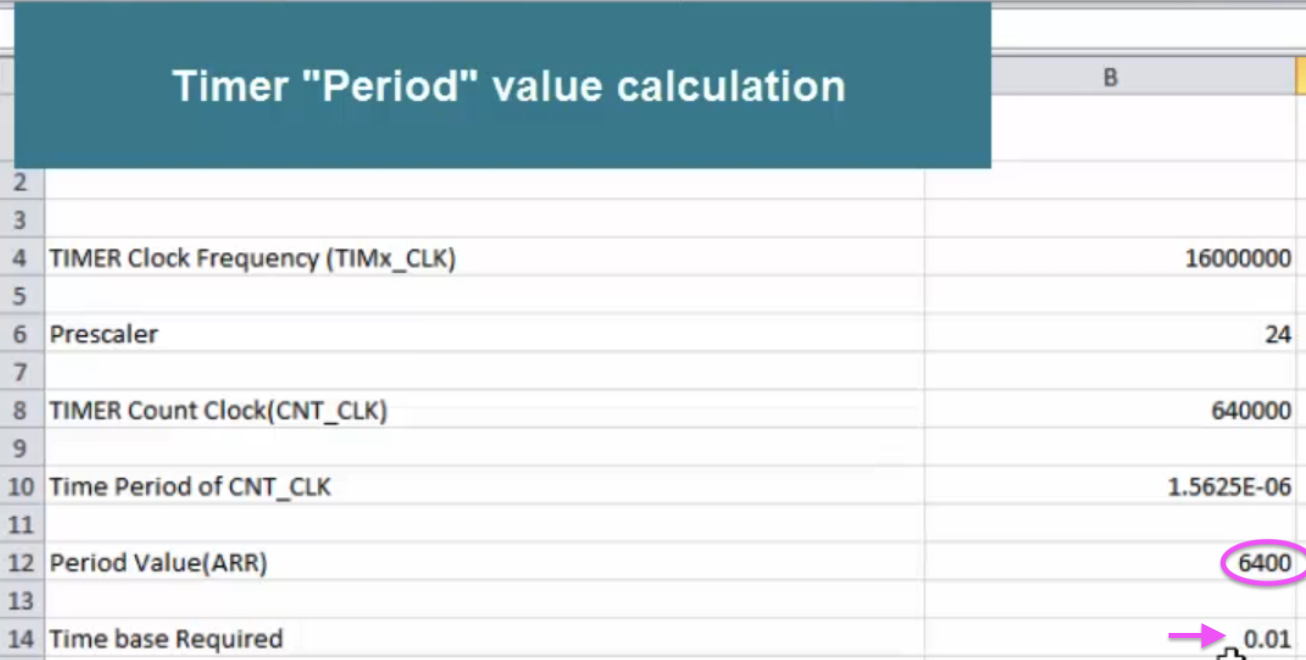 Timer "Period" value calculation
B
2
3
4 TIMER Clock Frequency (TIMx_CLK) 16000000
5
6 Prescaler 24
7
8 TIMER Count Clock(CNT_CLK) 640000
9
10 Time Period of CNT_CLK 1.5625E-06
11
12 Period Value(ARR) 6400
13
14 Time base Required 0.01